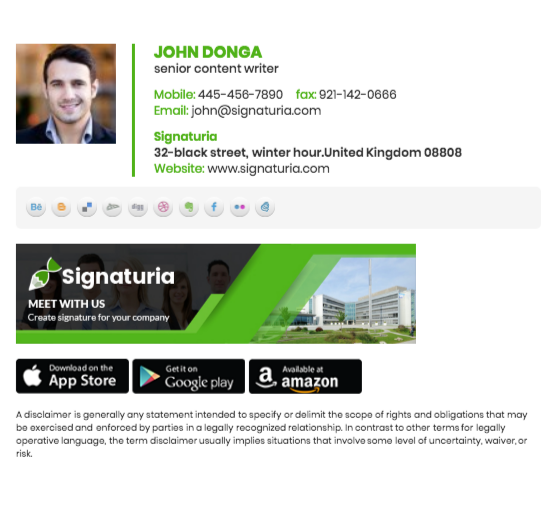 JOHN DONGA
senior content writer
Mobile: 445-456-7890 fax: 921-142-0666
Email: john@signaturia.com
Signaturia
32-black street, winter hour.United Kingdom 08808
Website: www.signaturia.com
Bē
digg
f
Signaturia
MEET WITH US
Create signature for your company
Download on the
App Store
Get it on
Google play
Available at
a amazon
A disclaimer is generally any statement intended to specify or delimit the scope of rights and obligations that may
be exercised and enforced by parties in a legally recognized relationship. In contrast to other terms for legally
operative language, the term disclaimer usually implies situations that involve some level of uncertainty, waiver, or
risk.